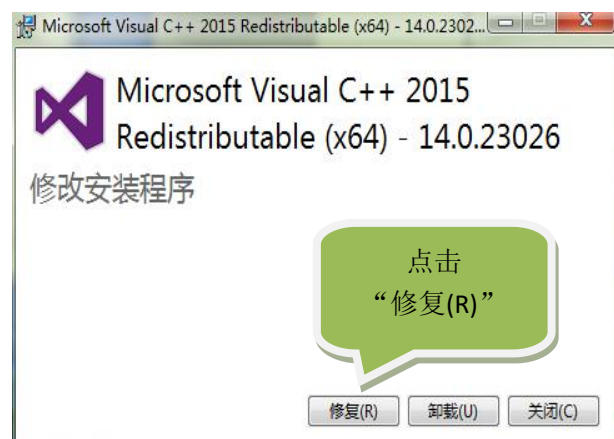 Microsoft Visual C++ 2015 Redistributable (x64) - 14.0.2302...
Microsoft Visual C++ 2015
Redistributable (x64) - 14.0.23026
修改安装程序
点击
“修复(R)”
修复(R) 卸载(U) 关闭(C)